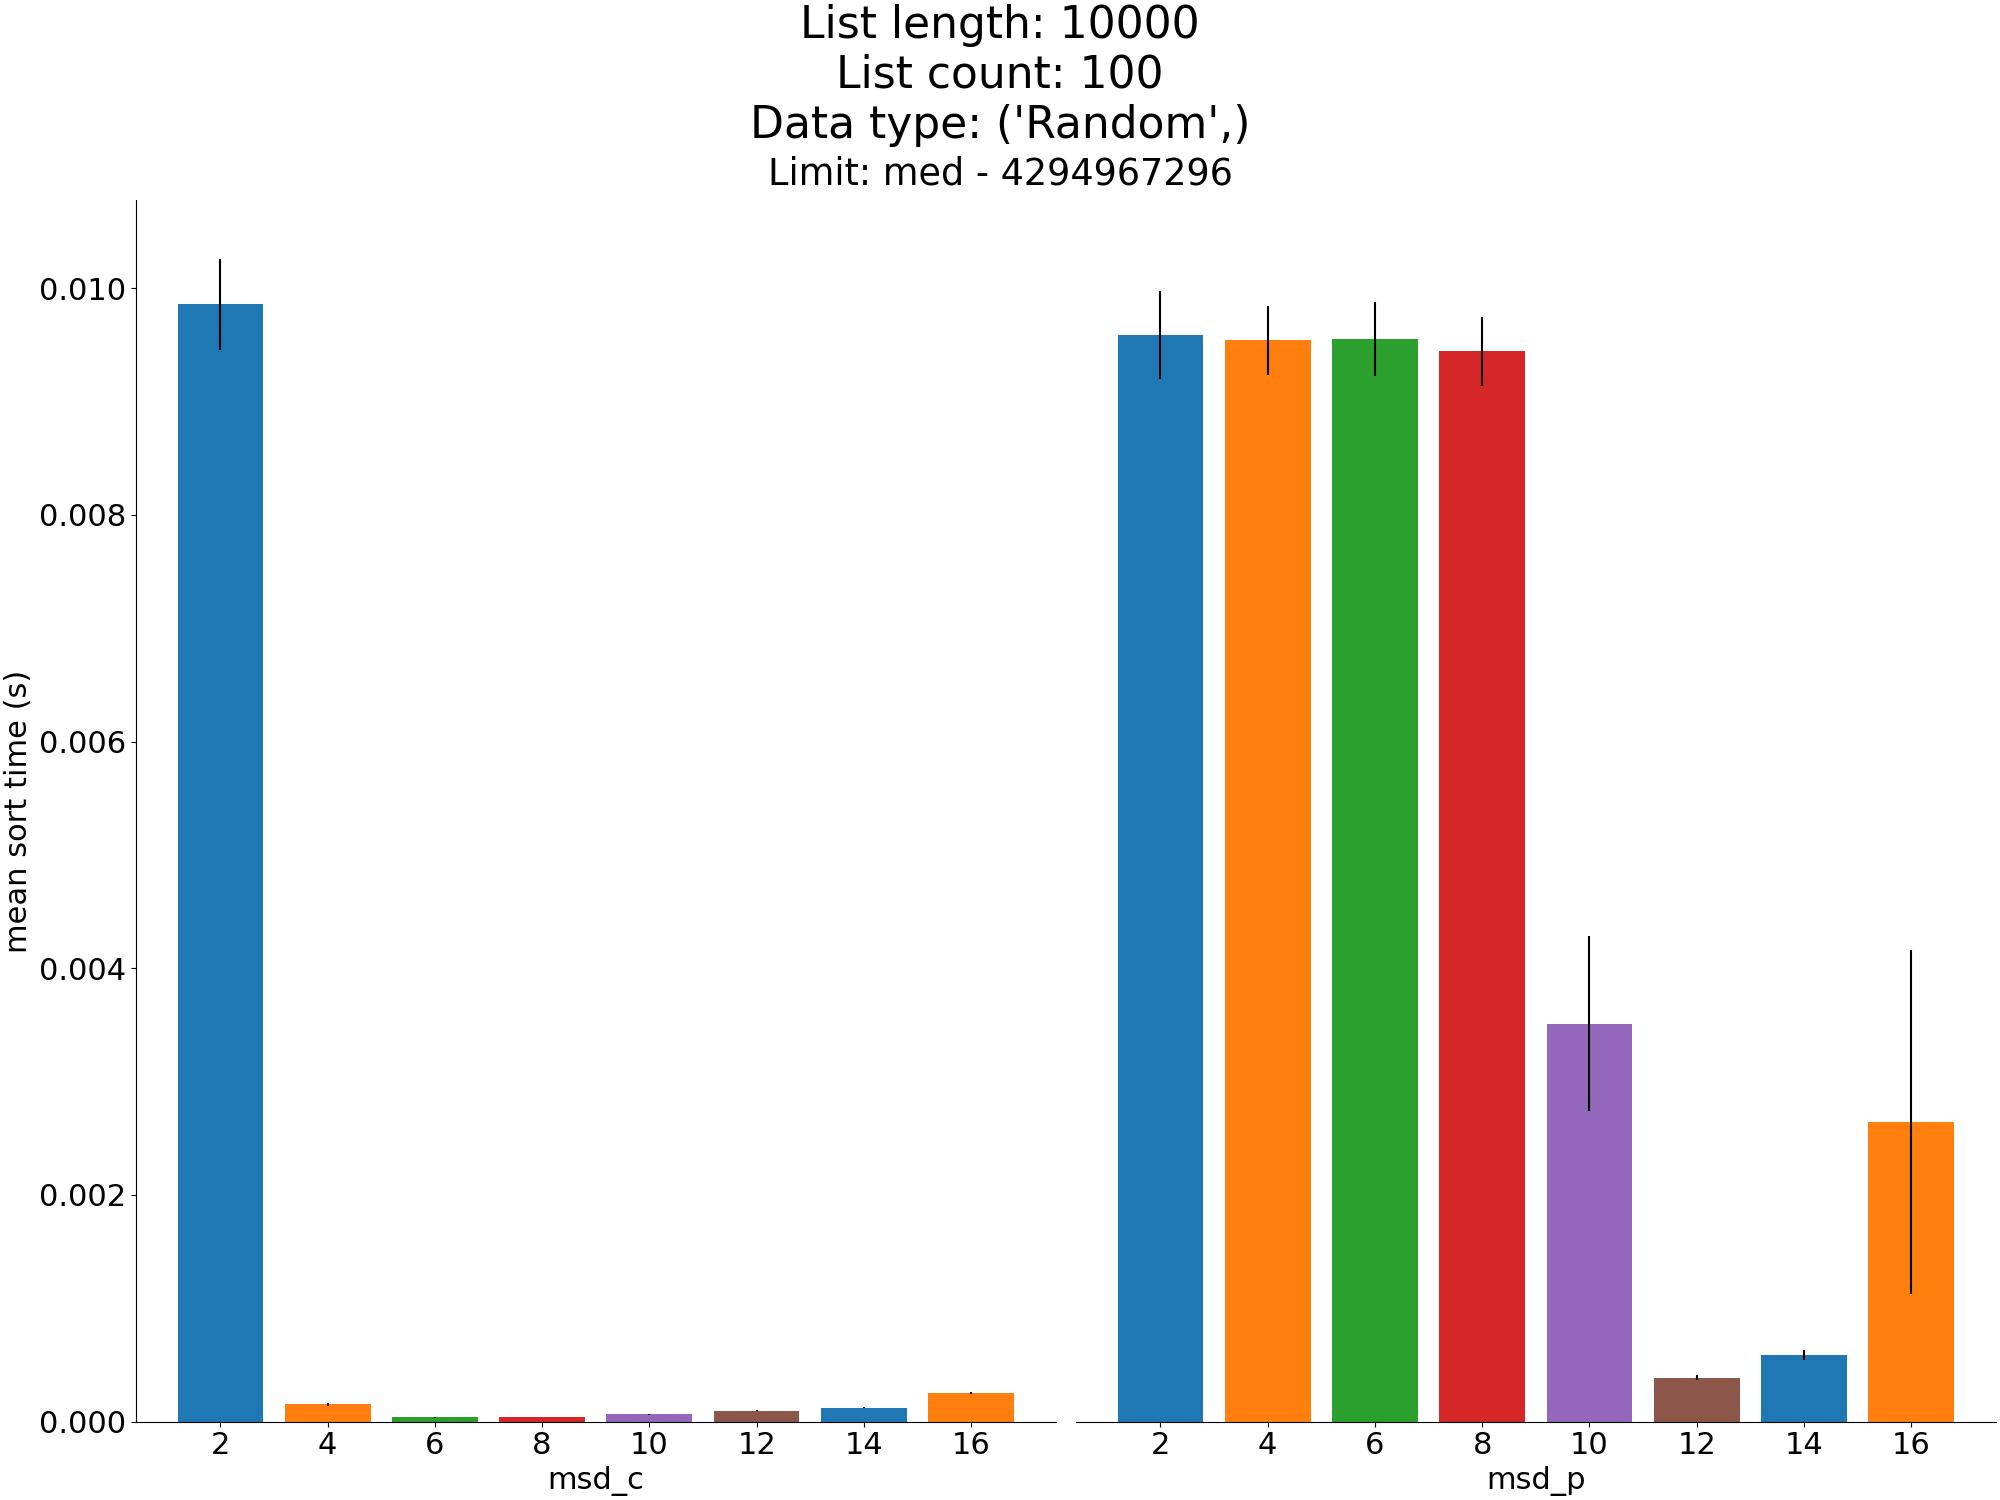 List length: 10000
List count: 100
Data type: ('Random',)
Limit: med - 4294967296
mean sort time (s)
0.010
0.008
0.006
0.004
0.002
0.000
2 4 6 8 10 12 14 16
msd_c
2 4 6 8 10 12 14 16
msd_p